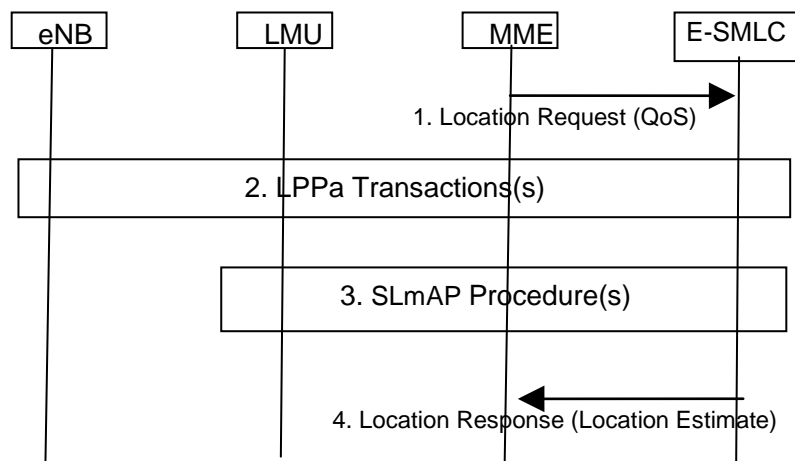 eNB LMU MME E-SMLC
1. Location Request (QoS)
2. LPPa Transactions(s)
3. SLmAP Procedure(s)
4. Location Response (Location Estimate)